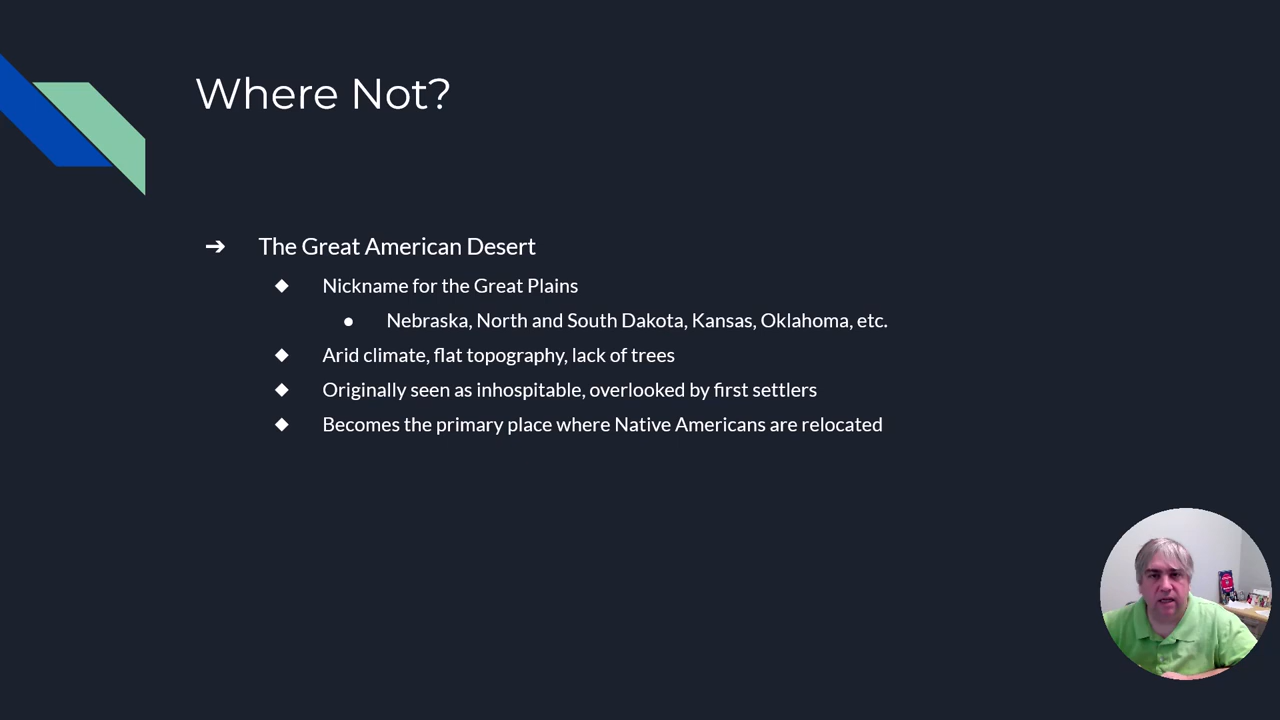 Where Not?
The Great American Desert
Nickname for the Great Plains
Nebraska, North and South Dakota, Kansas, Oklahoma, etc.
Arid climate, flat topography, lack of trees
Originally seen as inhospitable, overlooked by first settlers
Becomes the primary place where Native Americans are relocated